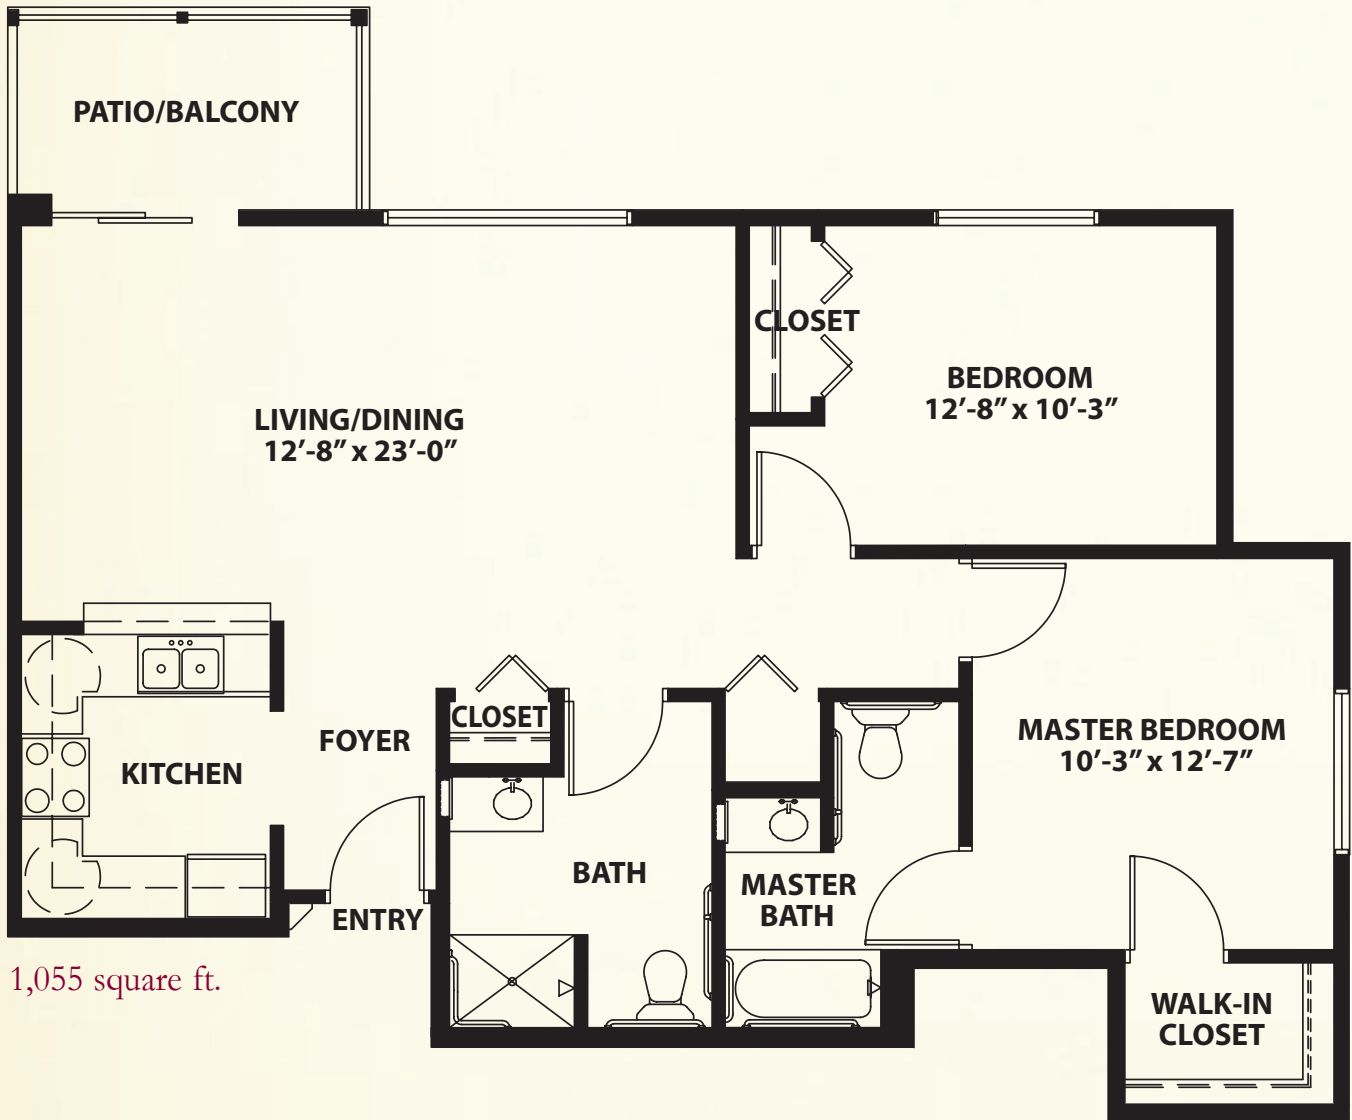 PATIO/BALCONY
CLOSET
BEDROOM
12’-8” x 10’-3”
LIVING/DINING
12’-8” x 23’-0”
CLOSET
FOYER
KITCHEN
MASTER BEDROOM
10’-3” x 12’-7”
BATH
MASTER
BATH
ENTRY
1,055 square ft.
WALK-IN
CLOSET